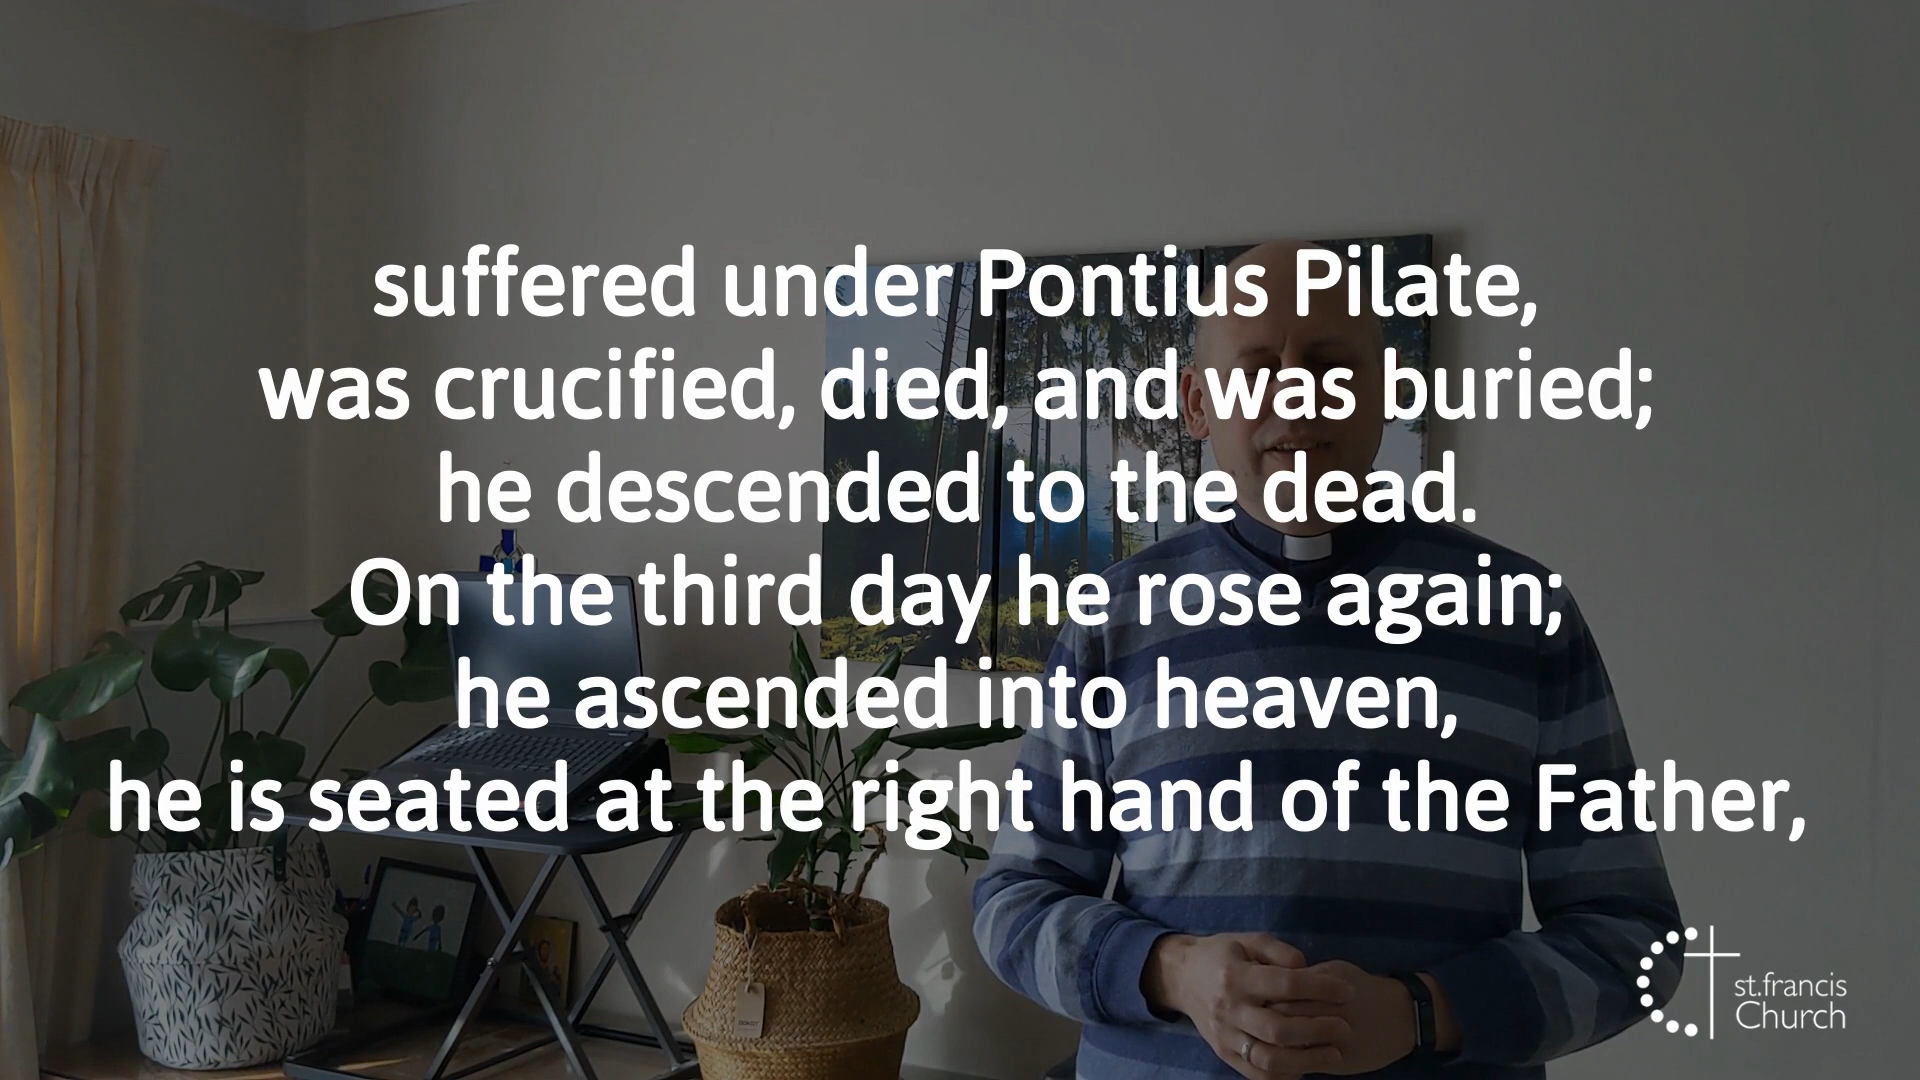 suffered under Pontius Pilate,
was crucified, died, and was buried;
he descended to the dead.
On the third day he rose again;
he ascended into heaven,
he is seated at the right hand of the Father,
st.francis
Church